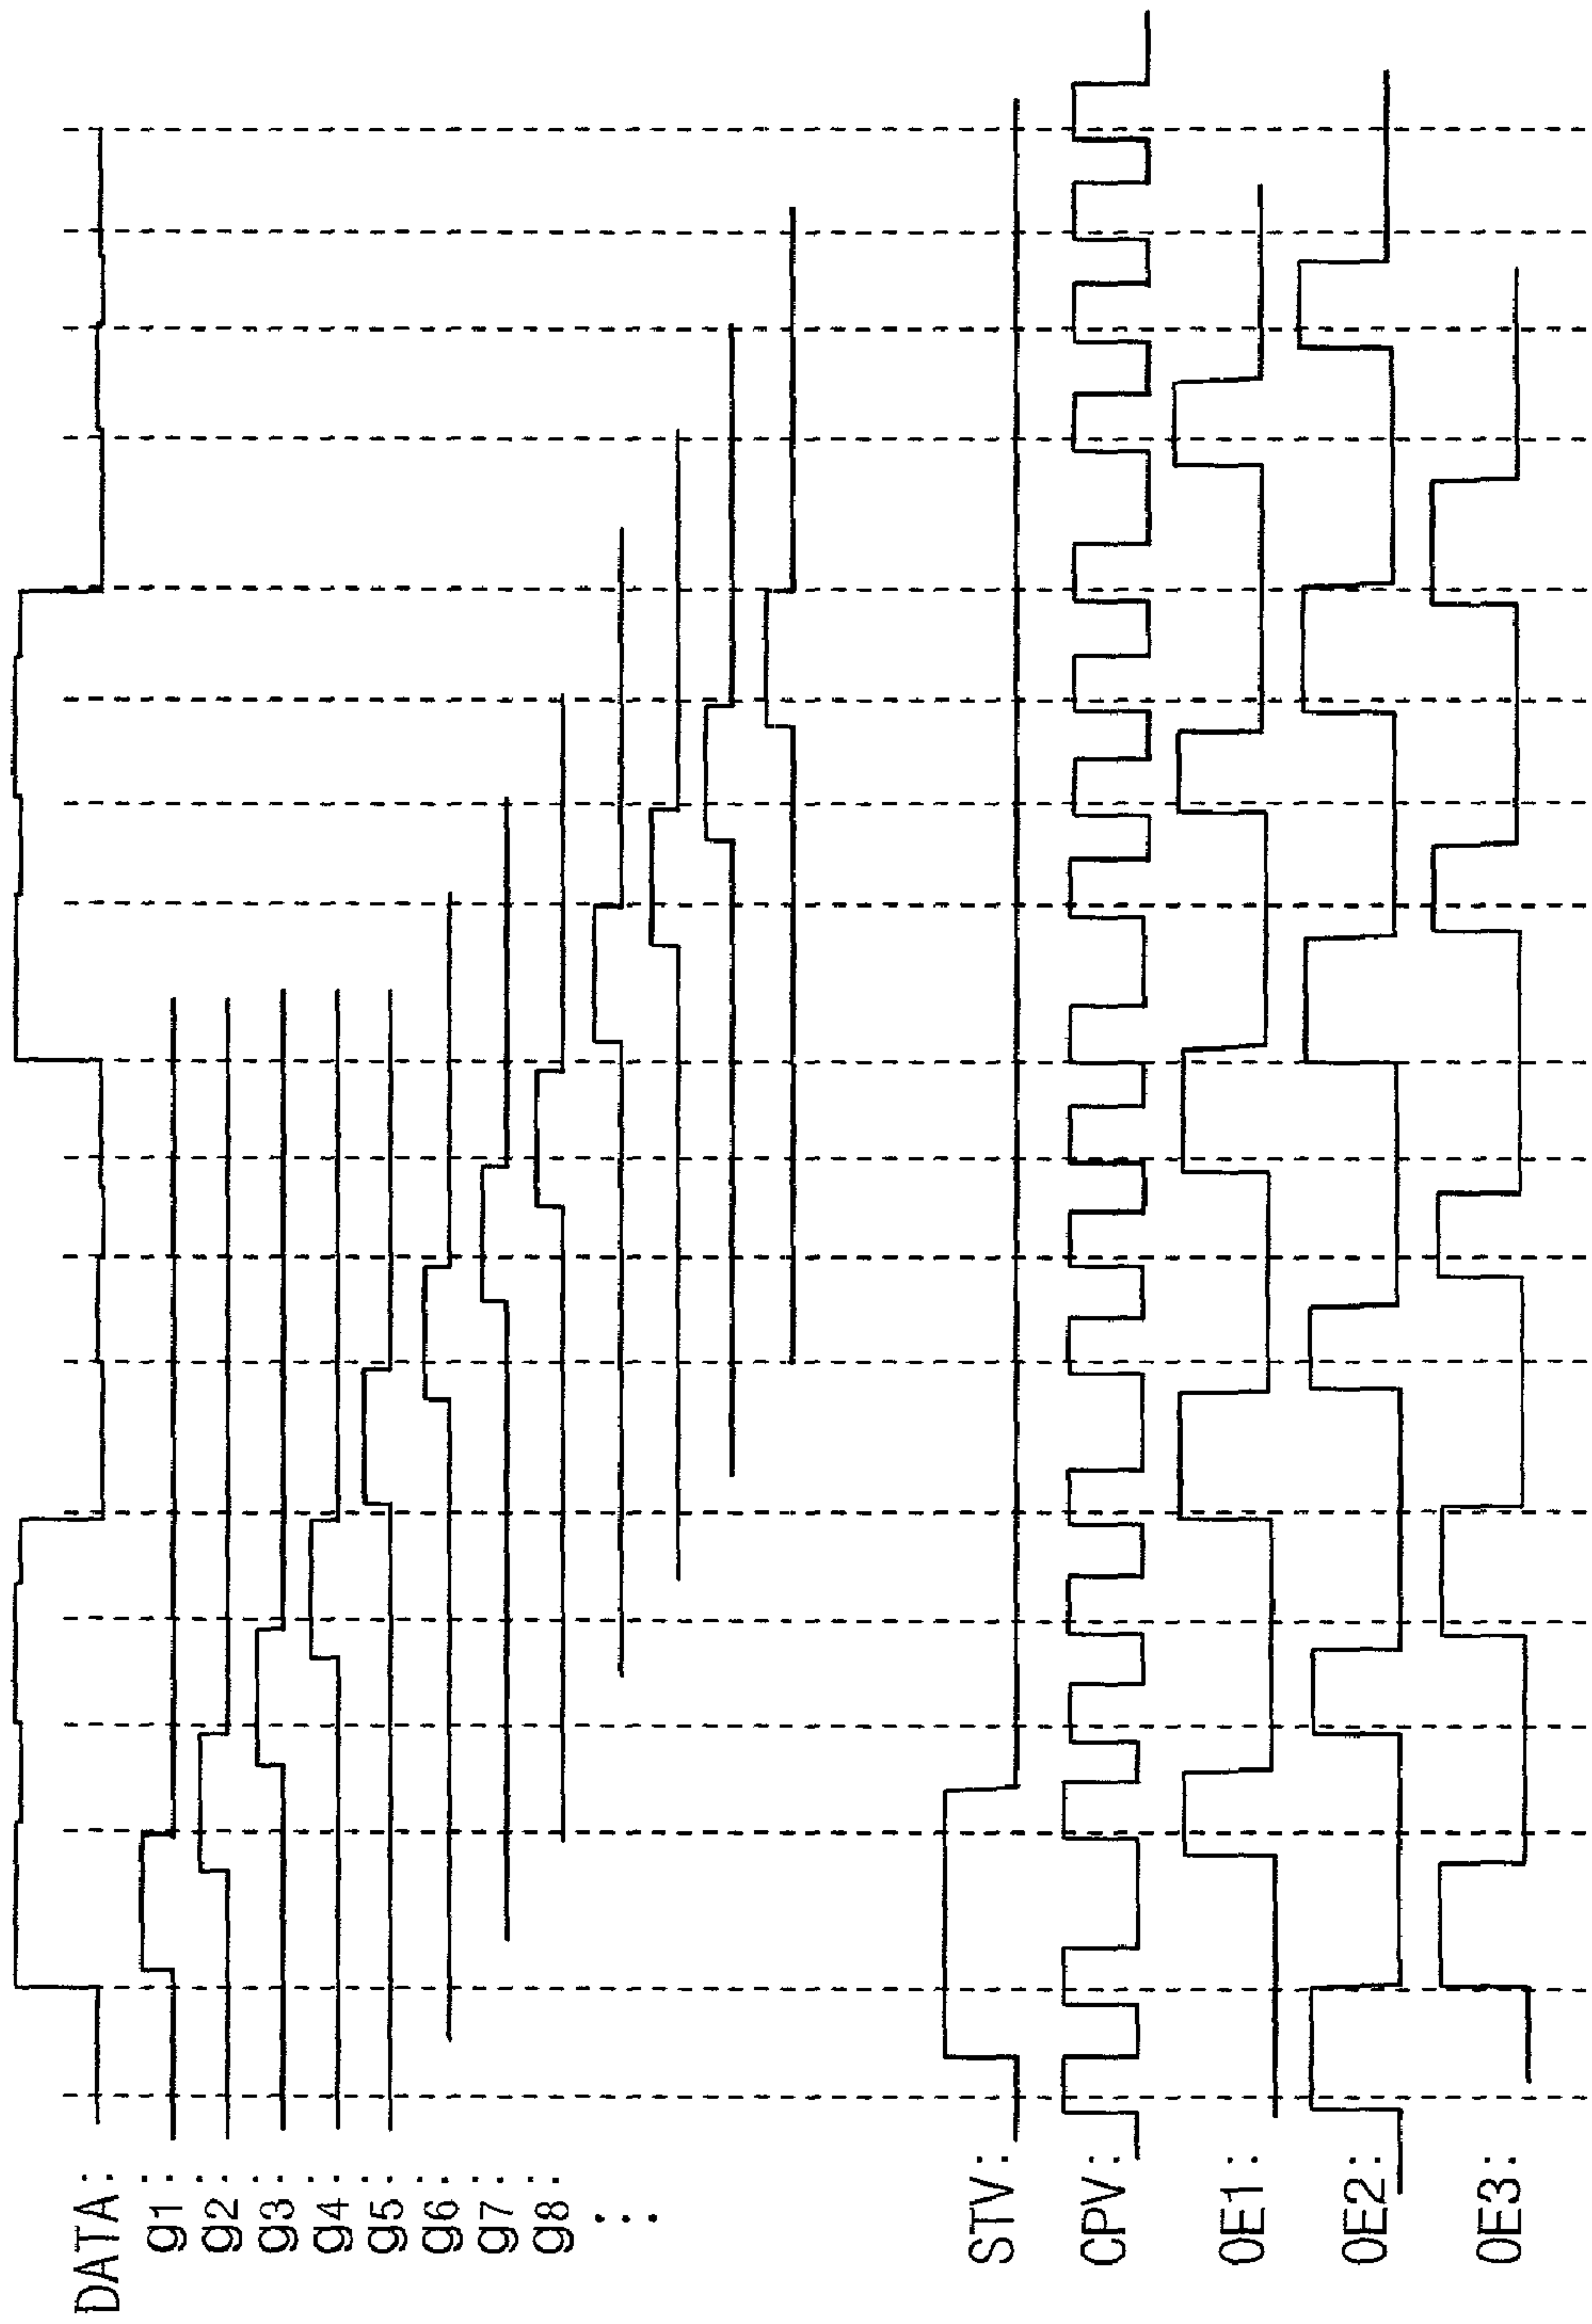 DATA :
g1 :
g2 :
g3 :
g4 :
g5 :
g6 :
g7 :
g8 :
⋮
STV :
CPV :
OE1 :
OE2 :
OE3 :